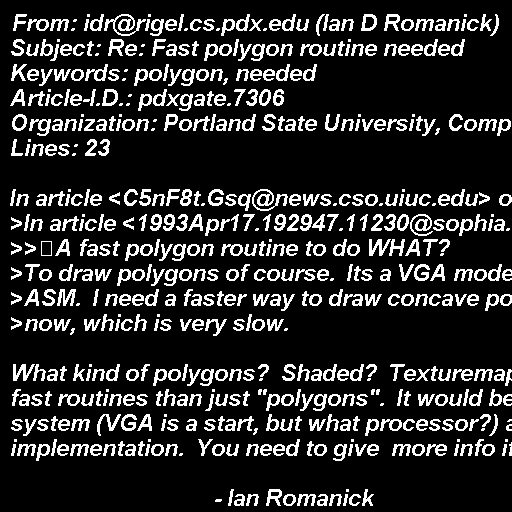 From: idr@rigel.cs.pdx.edu (Ian D Romanick)
Subject: Re: Fast polygon routine needed
Keywords: polygon, needed
Article-I.D.: pdxgate.7306
Organization: Portland State University, Comp
Lines: 23

In article <C5nF8t.Gsq@news.cso.uiuc.edu> o
>In article <1993Apr17.192947.11230@sophia.
>>A fast polygon routine to do WHAT?
>To draw polygons of course.  Its a VGA mode
>ASM.  I need a faster way to draw concave po
>now, which is very slow.

What kind of polygons?  Shaded?  Texturemap
fast routines than just "polygons".  It would be
system (VGA is a start, but what processor?) a
implementation.  You need to give  more info if

- Ian Romanick